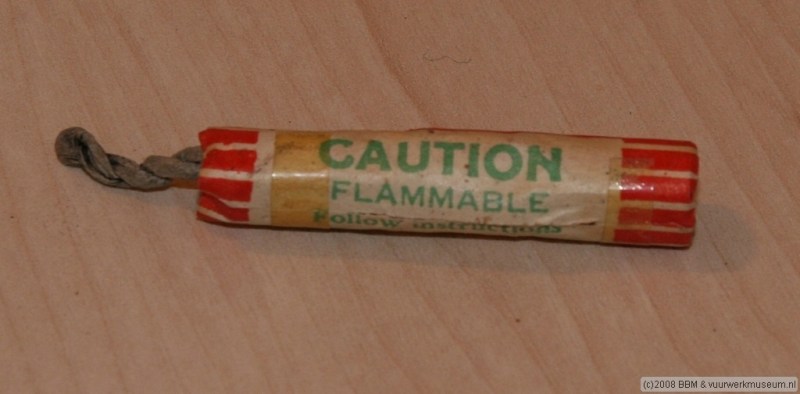 CAUTION
FLAMMABLE
Follow instructions
(c)2008 BBM & vuurwerkmuseum.nl